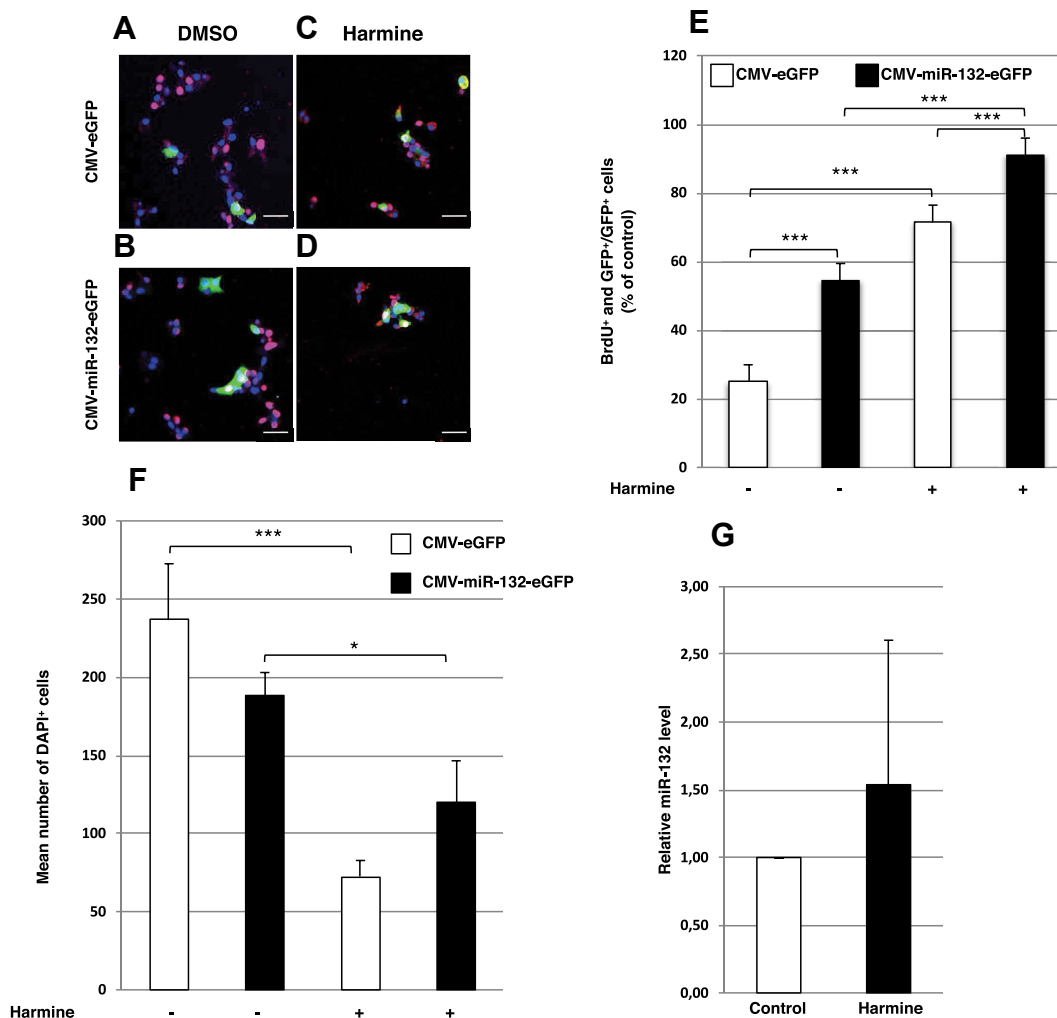 A
DMSO
C
Harmine
CMV-eGFP
B
D
CMV-miR-132-eGFP
E
CMV-eGFP
CMV-miR-132-eGFP
BrdU⁺ and GFP⁺/GFP⁺ cells
(% of control)
120
100
80
60
40
20
0
***
***
***
***
Harmine
-
-
+
+
F
CMV-eGFP
CMV-miR-132-eGFP
Mean number of DAPI⁺ cells
300
250
200
150
100
50
0
***
*
Harmine
-
-
+
+
G
Relative miR-132 level
3,00
2,50
2,00
1,50
1,00
0,50
0,00
Control
Harmine